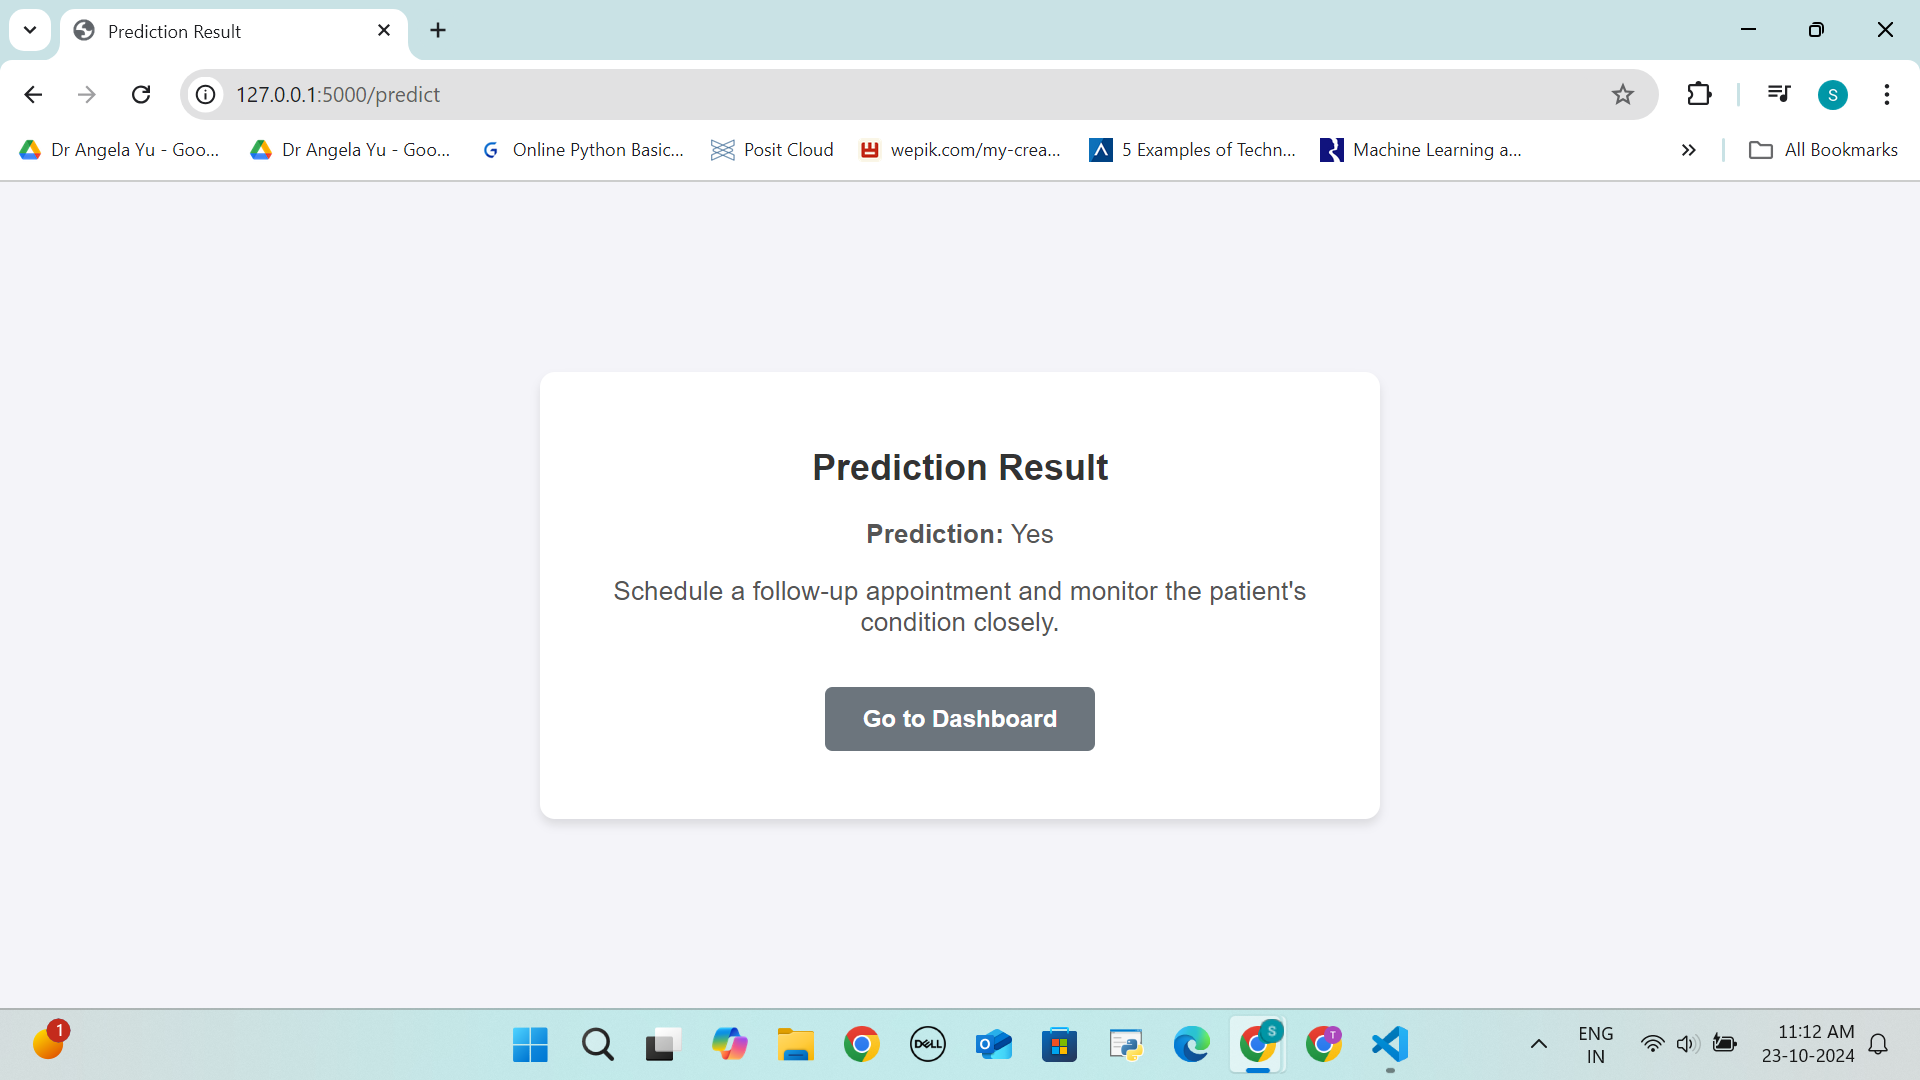 Prediction Result
127.0.0.1:5000/predict
S
Dr Angela Yu - Goo...
Dr Angela Yu - Goo...
Online Python Basic...
Posit Cloud
wepik.com/my-crea...
5 Examples of Techn...
Machine Learning a...
All Bookmarks
Prediction Result
Prediction: Yes
Schedule a follow-up appointment and monitor the patient's
condition closely.
Go to Dashboard
1
DELL
S
T
ENG
IN
11:12 AM
23-10-2024